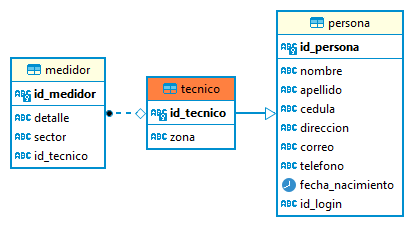 medidor
id_medidor
detalle
sector
id_tecnico
tecnico
id_tecnico
zona
persona
id_persona
nombre
apellido
cedula
direccion
correo
telefono
fecha_nacimiento
id_login